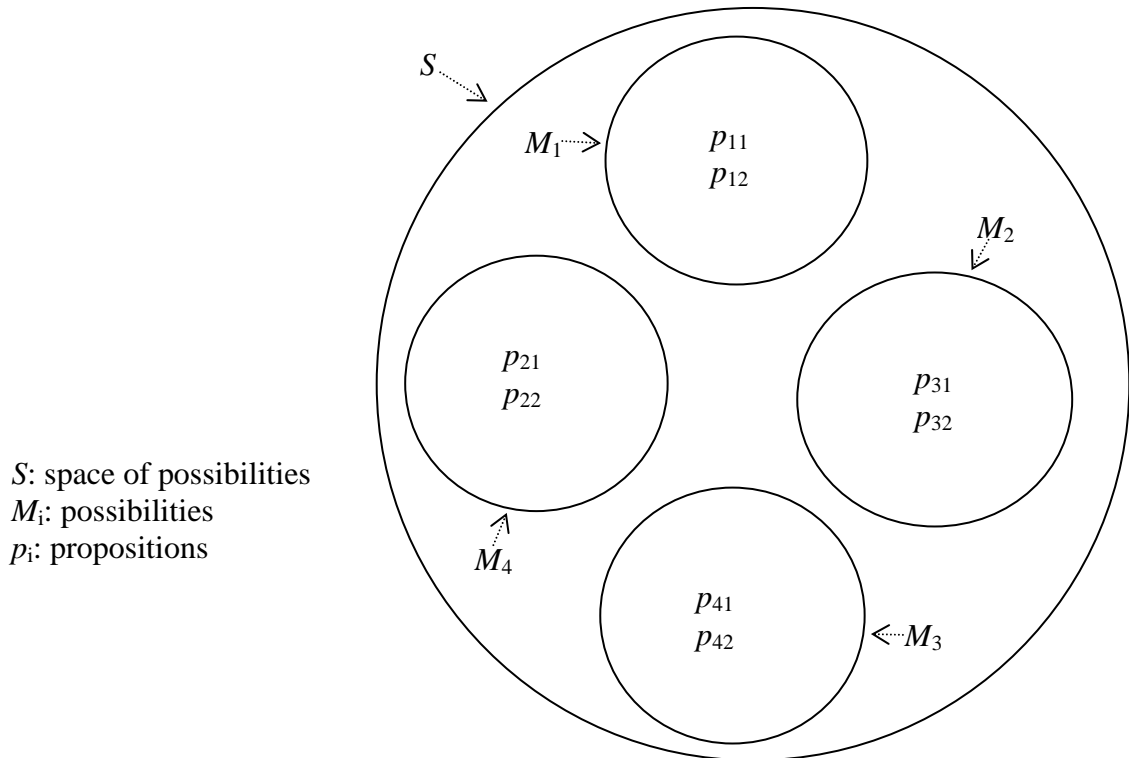 S
M1
p11
p12
M2
p21
p22
p31
p32
S: space of possibilities
Mi: possibilities
pi: propositions
M4
p41
p42
M3